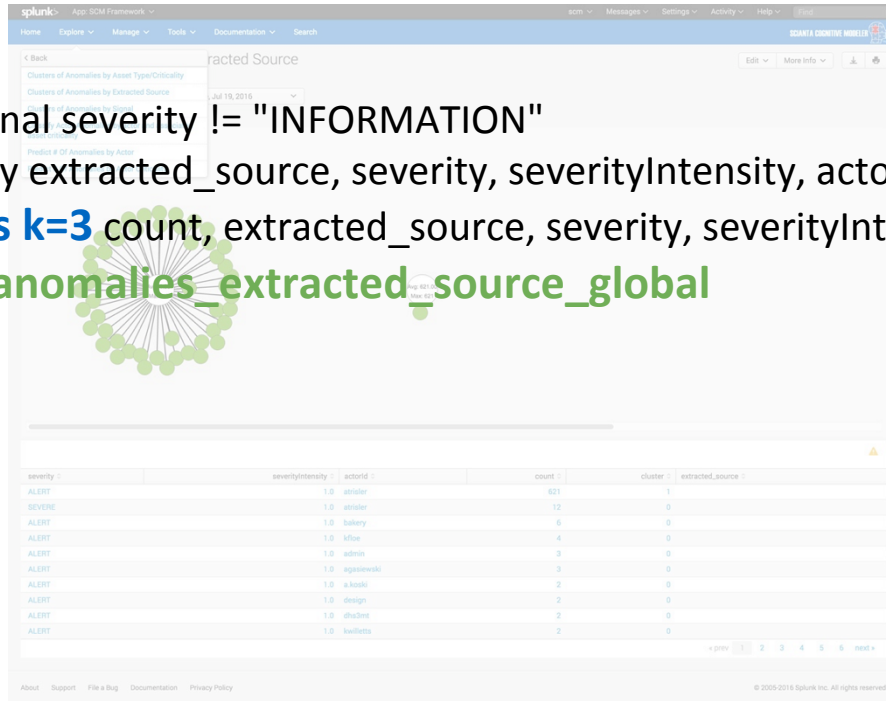 splunk> App: SCM Framework scm Messages Settings Activity Help Find
Home Explore Manage Tools Documentation Search SCIANTA COGNITIVE MODELER
< Back racted Source Edit More Info
Clusters of Anomalies by Asset Type/Criticality
Clusters of Anomalies by Extracted Source , Jul 19, 2016
Clusters of Anomalies by Signal
nal severity != "INFORMATION"
Predict # Of Anomalies by Actor
y extracted_source, severity, severityIntensity, acto
s k=3 count, extracted_source, severity, severityInt
anomalies_extracted_source_global
severity severityIntensity actorId count cluster extracted_source
ALERT 1.0 atrisler 621 1
SEVERE 1.0 atrisler 12 0
ALERT 1.0 bakery 6 0
ALERT 1.0 kfloe 4 0
ALERT 1.0 admin 3 0
ALERT 1.0 agasiewski 3 0
ALERT 1.0 a.koski 2 0
ALERT 1.0 design 2 0
ALERT 1.0 dhs3mt 2 0
ALERT 1.0 kwilletts 2 0
« prev 1 2 3 4 5 6 next »
About Support File a Bug Documentation Privacy Policy © 2005-2016 Splunk Inc. All rights reserved